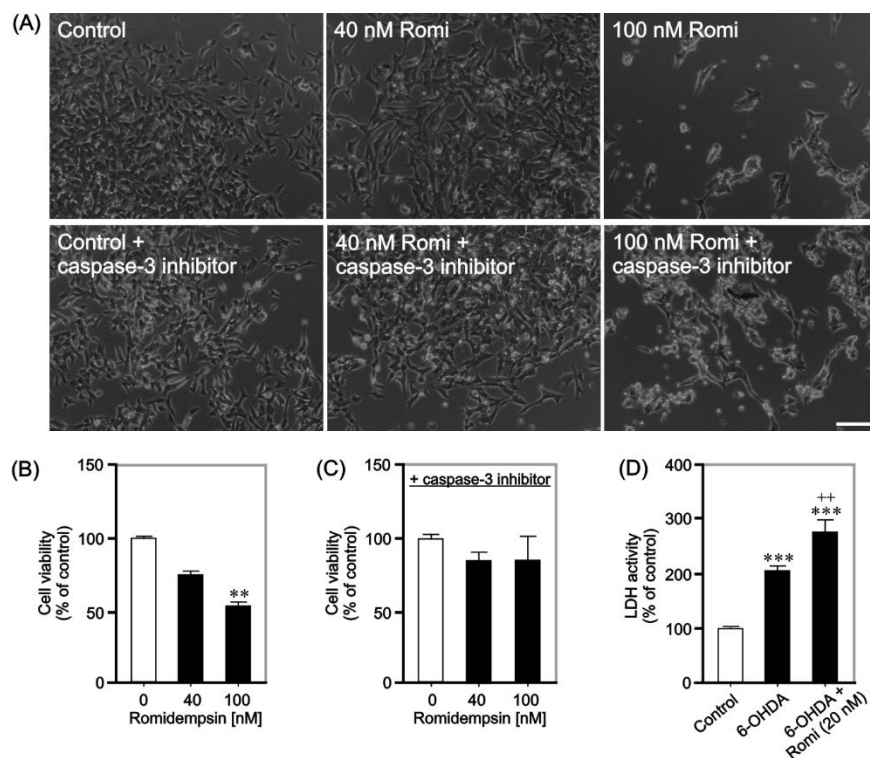 (A)
Control
40 nM Romi
100 nM Romi
Control +
caspase-3 inhibitor
40 nM Romi +
caspase-3 inhibitor
100 nM Romi +
caspase-3 inhibitor
(B)
150
100
50
0
Cell viability
(% of control)
**
0 40 100
Romidempsin [nM]
(C)
150
100
50
0
Cell viability
(% of control)
+ caspase-3 inhibitor
0 40 100
Romidempsin [nM]
(D)
400
300
200
100
0
LDH activity
(% of control)
***
++
***
Control
6-OHDA
6-OHDA +
Romi (20 nM)